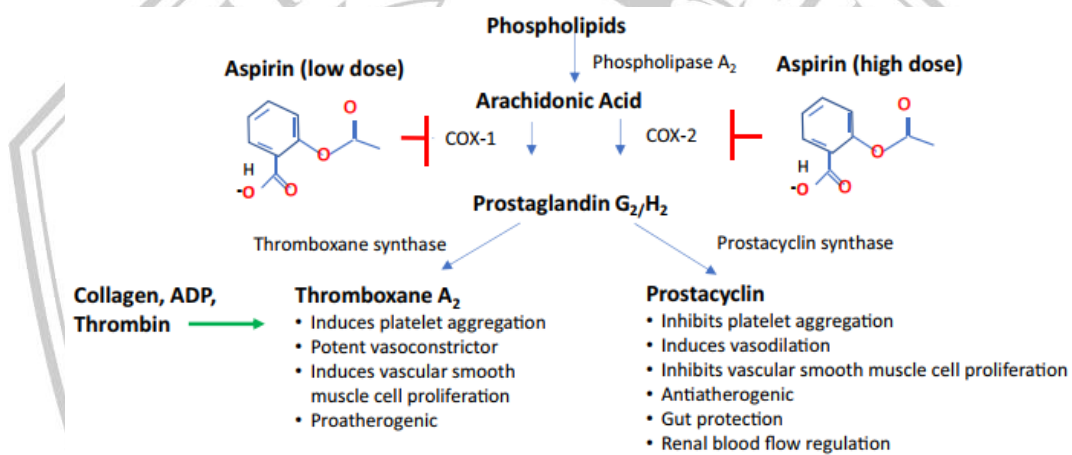 Phospholipids
Phospholipase A₂
Aspirin (low dose)
Aspirin (high dose)
Arachidonic Acid
COX-1
COX-2
O
O
H
-O
O
O
O
H
-O
O
Prostaglandin G₂/H₂
Thromboxane synthase
Prostacyclin synthase
Collagen, ADP,
Thrombin
Thromboxane A₂
• Induces platelet aggregation
• Potent vasoconstrictor
• Induces vascular smooth
muscle cell proliferation
• Proatherogenic
Prostacyclin
• Inhibits platelet aggregation
• Induces vasodilation
• Inhibits vascular smooth muscle cell proliferation
• Antiatherogenic
• Gut protection
• Renal blood flow regulation